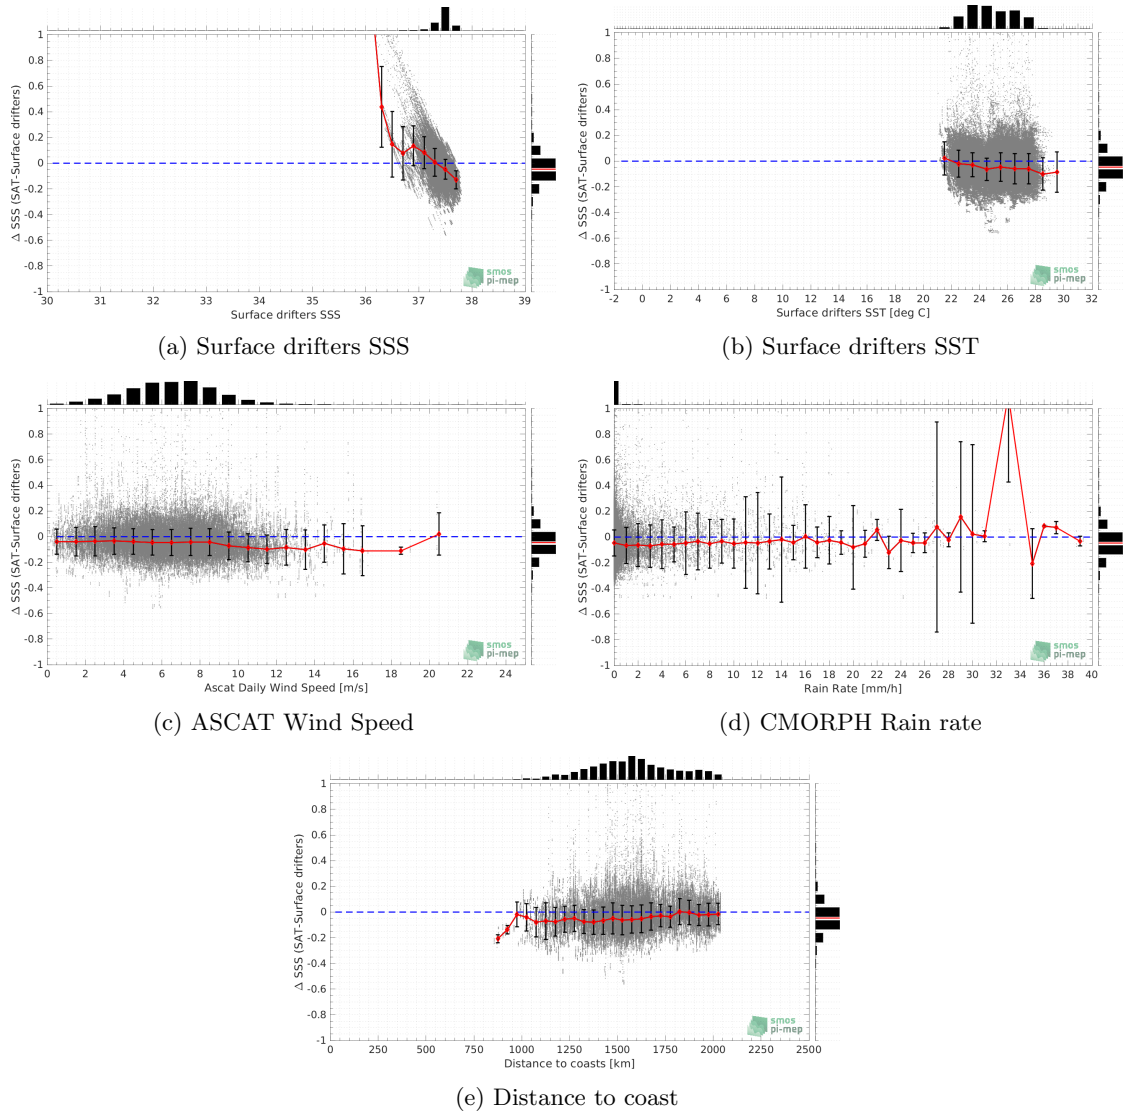 1
0.8
0.6
0.4
0.2
0
-0.2
-0.4
-0.6
-0.8
-1
Δ SSS (SAT-Surface drifters)
30 31 32 33 34 35 36 37 38 39
Surface drifters SSS
smos
pi-mep
(a) Surface drifters SSS
1
0.8
0.6
0.4
0.2
0
-0.2
-0.4
-0.6
-0.8
-1
Δ SSS (SAT-Surface drifters)
-2 0 2 4 6 8 10 12 14 16 18 20 22 24 26 28 30 32
Surface drifters SST [deg C]
smos
pi-mep
(b) Surface drifters SST
1
0.8
0.6
0.4
0.2
0
-0.2
-0.4
-0.6
-0.8
-1
Δ SSS (SAT-Surface drifters)
0 2 4 6 8 10 12 14 16 18 20 22 24
Ascat Daily Wind Speed [m/s]
smos
pi-mep
(c) ASCAT Wind Speed
1
0.8
0.6
0.4
0.2
0
-0.2
-0.4
-0.6
-0.8
-1
Δ SSS (SAT-Surface drifters)
0 2 4 6 8 10 12 14 16 18 20 22 24 26 28 30 32 34 36 38 40
Rain Rate [mm/h]
smos
pi-mep
(d) CMORPH Rain rate
1
0.8
0.6
0.4
0.2
0
-0.2
-0.4
-0.6
-0.8
-1
Δ SSS (SAT-Surface drifters)
0 250 500 750 1000 1250 1500 1750 2000 2250 2500
Distance to coasts [km]
smos
pi-mep
(e) Distance to coast